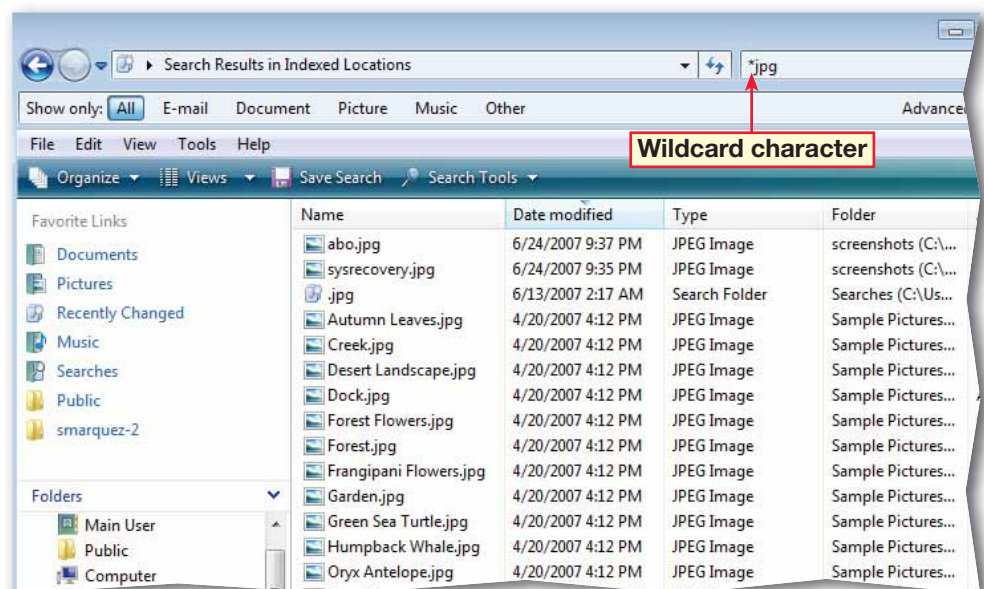 Search Results in Indexed Locations
*jpg
Show only: All E-mail Document Picture Music Other Advance
Wildcard character
File Edit View Tools Help
Organize Views Save Search Search Tools
Favorite Links
Documents
Pictures
Recently Changed
Music
Searches
Public
smarquez-2
Folders
Main User
Public
Computer
Name Date modified Type Folder
abo.jpg 6/24/2007 9:37 PM JPEG Image screenshots (C:\...
sysrecovery.jpg 6/24/2007 9:35 PM JPEG Image screenshots (C:\...
.jpg 6/13/2007 2:17 AM Search Folder Searches (C:\Us...
Autumn Leaves.jpg 4/20/2007 4:12 PM JPEG Image Sample Pictures...
Creek.jpg 4/20/2007 4:12 PM JPEG Image Sample Pictures...
Desert Landscape.jpg 4/20/2007 4:12 PM JPEG Image Sample Pictures...
Dock.jpg 4/20/2007 4:12 PM JPEG Image Sample Pictures...
Forest Flowers.jpg 4/20/2007 4:12 PM JPEG Image Sample Pictures...
Forest.jpg 4/20/2007 4:12 PM JPEG Image Sample Pictures...
Frangipani Flowers.jpg 4/20/2007 4:12 PM JPEG Image Sample Pictures...
Garden.jpg 4/20/2007 4:12 PM JPEG Image Sample Pictures...
Green Sea Turtle.jpg 4/20/2007 4:12 PM JPEG Image Sample Pictures...
Humpback Whale.jpg 4/20/2007 4:12 PM JPEG Image Sample Pictures...
Oryx Antelope.jpg 4/20/2007 4:12 PM JPEG Image Sample Pictures...